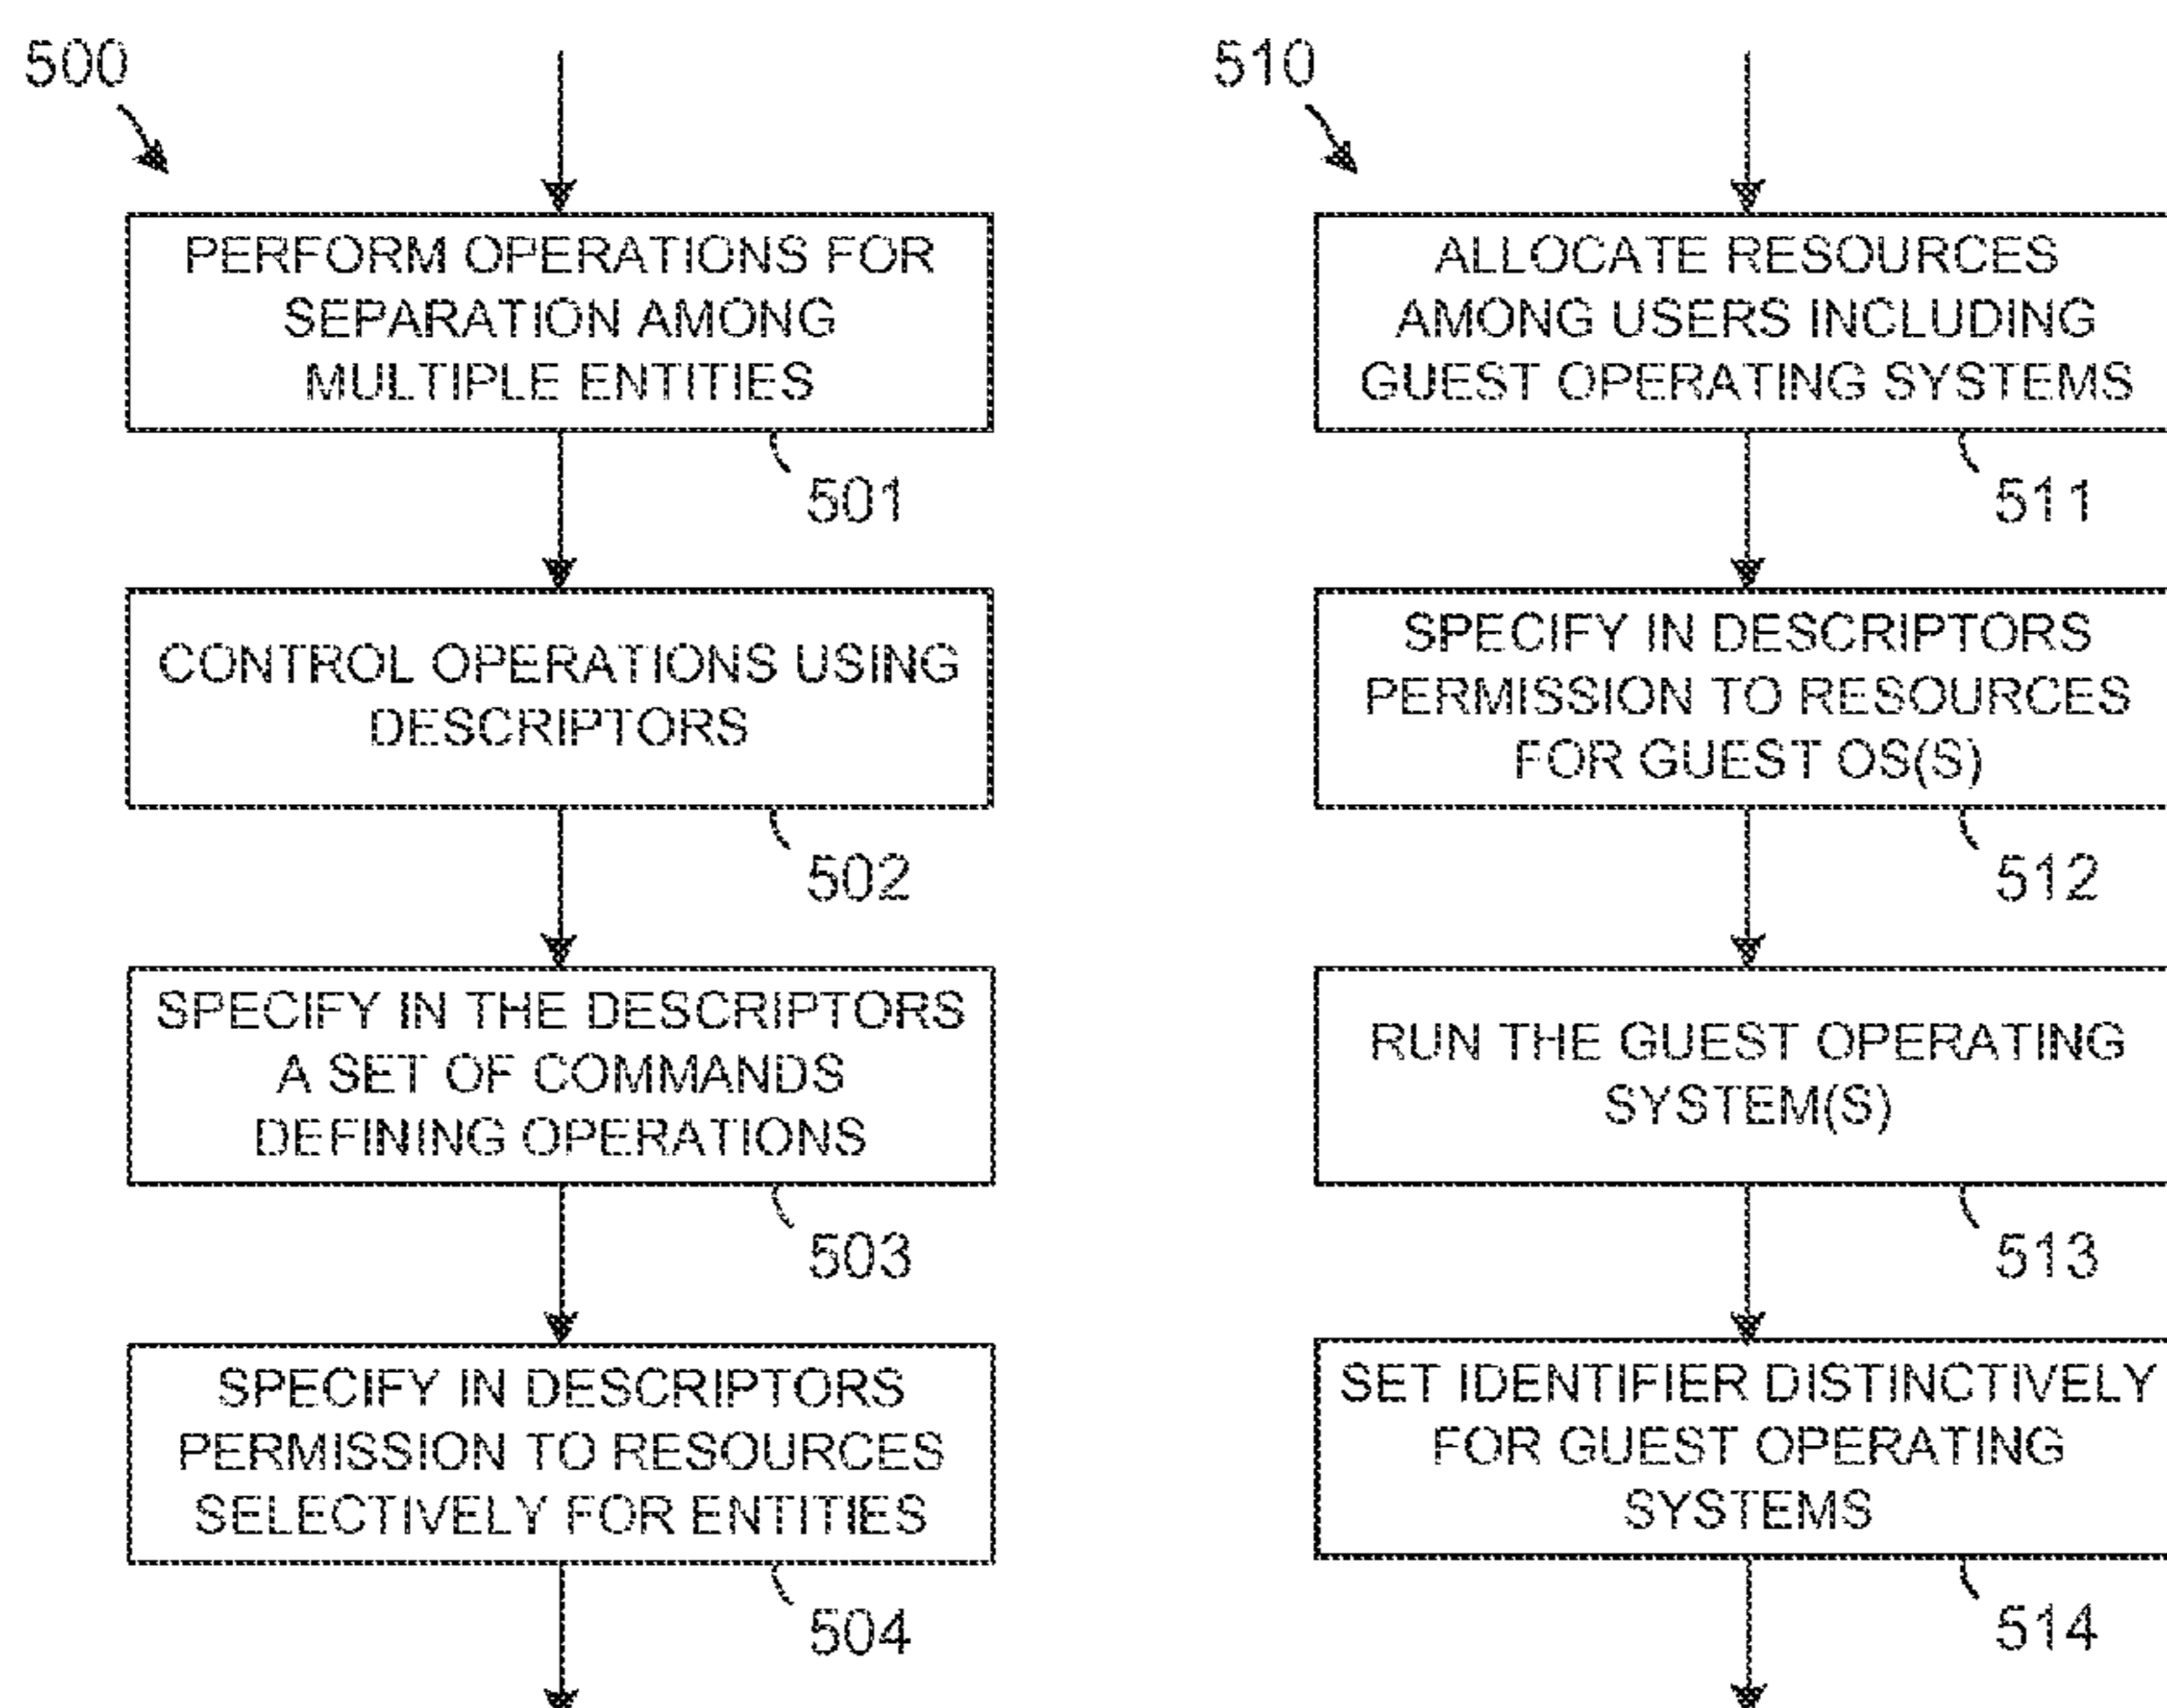 500
PERFORM OPERATIONS FOR
SEPARATION AMONG
MULTIPLE ENTITIES
501
CONTROL OPERATIONS USING
DESCRIPTORS
502
SPECIFY IN THE DESCRIPTORS
A SET OF COMMANDS
DEFINING OPERATIONS
503
SPECIFY IN DESCRIPTORS
PERMISSION TO RESOURCES
SELECTIVELY FOR ENTITIES
504
510
ALLOCATE RESOURCES
AMONG USERS INCLUDING
GUEST OPERATING SYSTEMS
511
SPECIFY IN DESCRIPTORS
PERMISSION TO RESOURCES
FOR GUEST OS(S)
512
RUN THE GUEST OPERATING
SYSTEM(S)
513
SET IDENTIFIER DISTINCTIVELY
FOR GUEST OPERATING
SYSTEMS
514